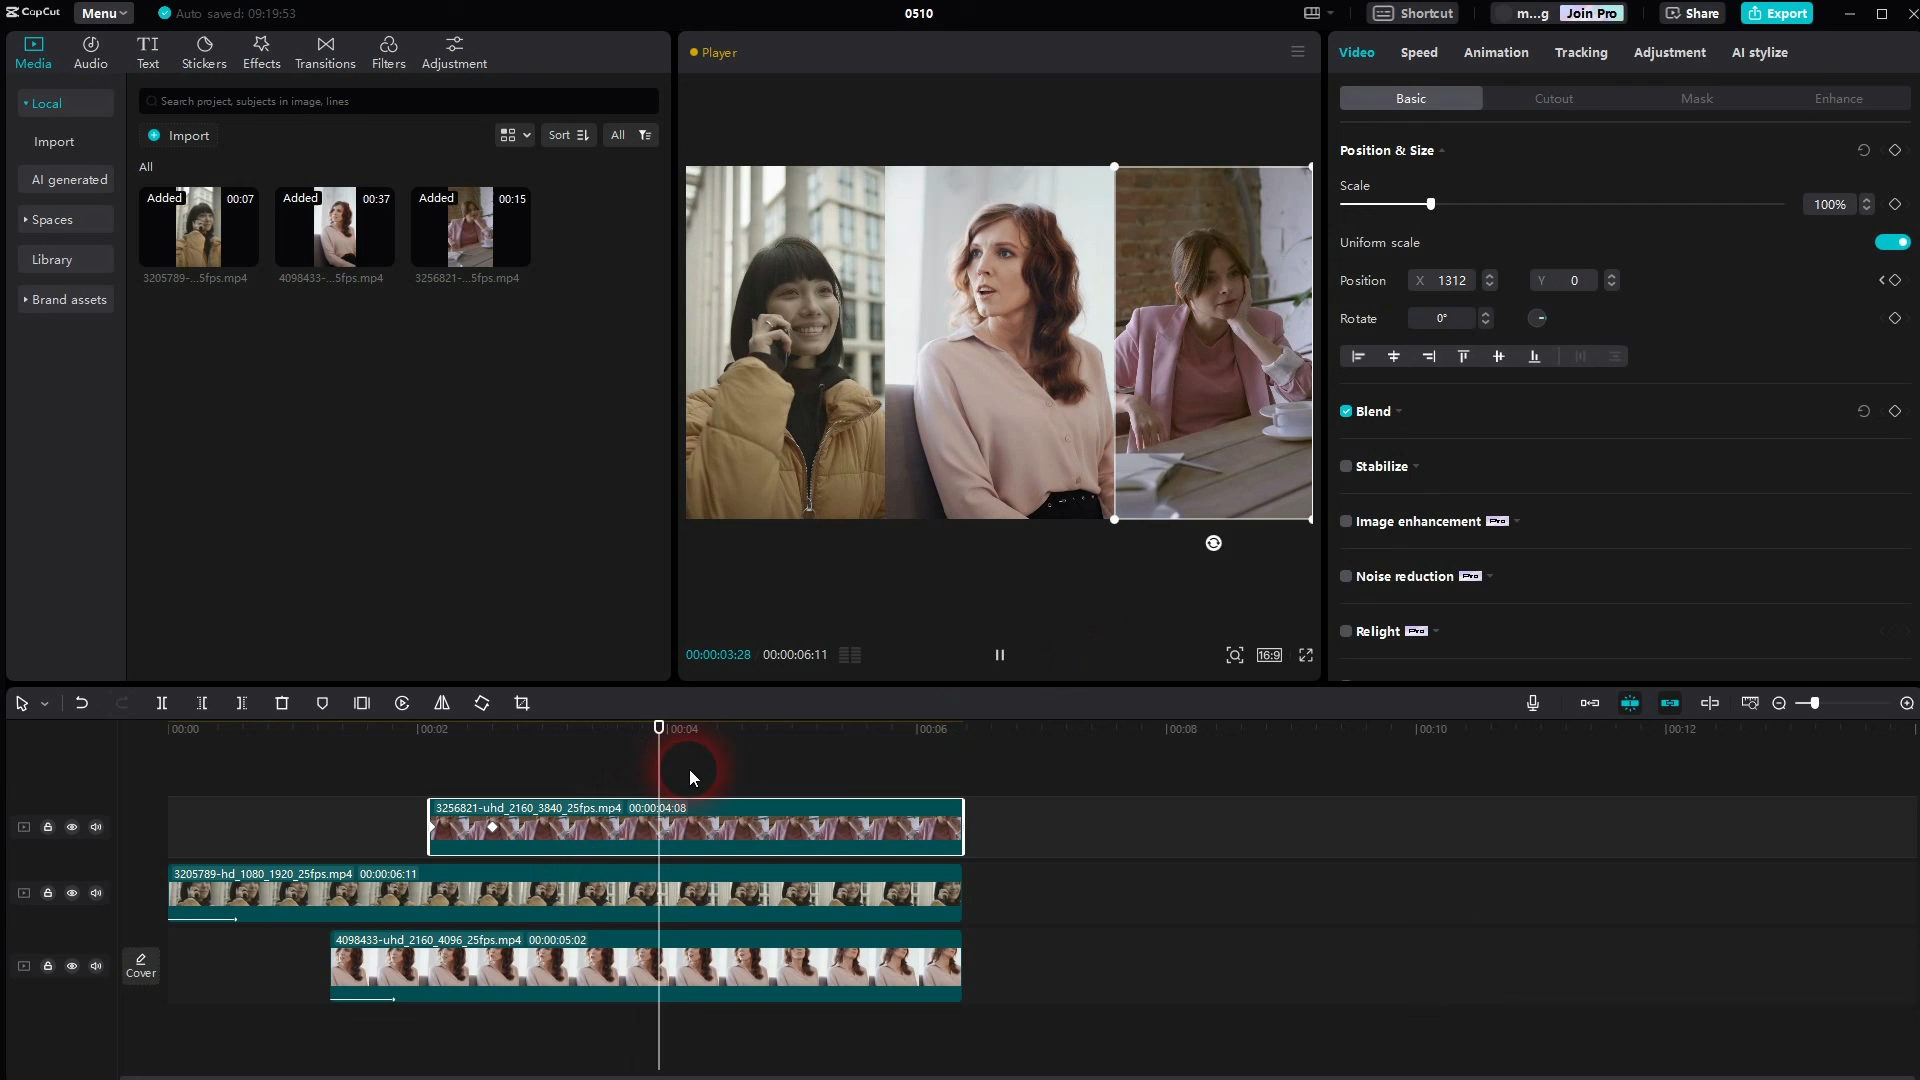 CapCut
Menu
Auto saved: 09:19:53
0510
Shortcut
m...g
Join Pro
Share
Export
Media
Audio
Text
Stickers
Effects
Transitions
Filters
Adjustment
Local
Import
AI generated
Spaces
Library
Brand assets
Search project, subjects in image, lines
Import
Sort
All
All
Added 00:07
Added 00:37
Added 00:15
3205789-...5fps.mp4
4098433-...5fps.mp4
3256821-...5fps.mp4
Player
00:00:03:28 00:00:06:11
16:9
Video
Speed
Animation
Tracking
Adjustment
AI stylize
Basic
Cutout
Mask
Enhance
Position & Size
Scale
100%
Uniform scale
Position X 1312 Y 0
Rotate 0°
Blend
Stabilize
Image enhancement Pro
Noise reduction Pro
Relight Pro
00:00
00:02
00:04
00:06
00:08
00:10
00:12
3256821-uhd_2160_3840_25fps.mp4 00:00:04:08
3205789-hd_1080_1920_25fps.mp4 00:00:06:11
4098433-uhd_2160_4096_25fps.mp4 00:00:05:02
Cover